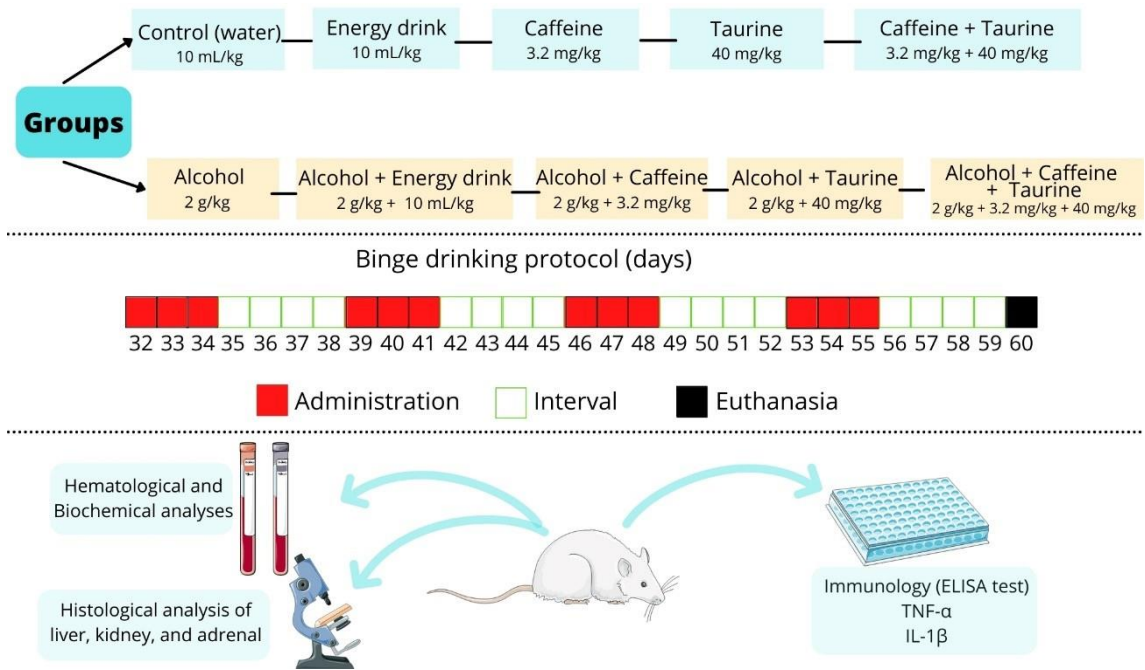 Groups
Control (water)
10 mL/kg
Energy drink
10 mL/kg
Caffeine
3.2 mg/kg
Taurine
40 mg/kg
Caffeine + Taurine
3.2 mg/kg + 40 mg/kg
Alcohol
2 g/kg
Alcohol + Energy drink
2 g/kg + 10 mL/kg
Alcohol + Caffeine
2 g/kg + 3.2 mg/kg
Alcohol + Taurine
2 g/kg + 40 mg/kg
Alcohol + Caffeine
+ Taurine
2 g/kg + 3.2 mg/kg + 40 mg/kg
Binge drinking protocol (days)
32 33 34 35 36 37 38 39 40 41 42 43 44 45 46 47 48 49 50 51 52 53 54 55 56 57 58 59 60
Administration Interval Euthanasia
Hematological and
Biochemical analyses
Histological analysis of
liver, kidney, and adrenal
Immunology (ELISA test)
TNF-α
IL-1β